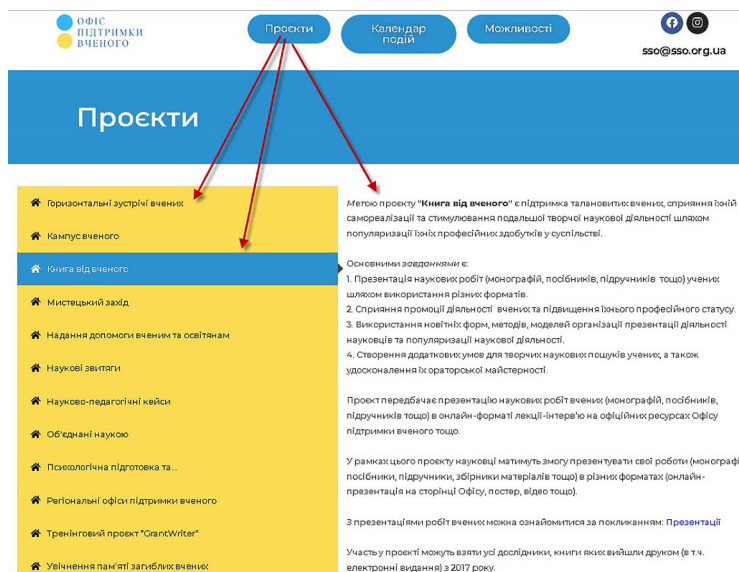 ОФІС
ПІДТРИМКИ
ВЧЕНОГО
Проєкти
Календар
подій
Можливості
sso@sso.org.ua
Проєкти
Горизонтальні зустрічі вчених
Кампус вченого
Книга від вченого
Мистецький захід
Надання допомоги вченим та освітянам
Наукові звитяги
Науково-педагогічні кейси
Об'єднані наукою
Психологічна підготовка та...
Регіональні офіси підтримки вченого
Тренінговий проєкт "GrantWriter"
Увічнення пам'яті загиблих вчених
Метою проєкту "Книга від вченого" є підтримка талановитих вчених, сприяння їхній
самореалізації та стимулювання подальшої творчої наукової діяльності шляхом
популяризації їхніх професійних здобутків у суспільстві.
Основними завданнями є:
1. Презентація наукових робіт (монографій, посібників, підручників тощо) учених
шляхом використання різних форматів.
2. Сприяння промоції діяльності вчених та підвищення їхнього професійного статусу.
3. Використання новітніх форм, методів, моделей організації презентації діяльності
науковців та популяризації наукової діяльності.
4. Створення додаткових умов для творчих наукових пошуків учених, а також
удосконалення їх ораторської майстерності.
Проєкт передбачає презентацію наукових робіт вчених (монографій, посібників,
підручників тощо) в онлайн-форматі лекції-інтерв'ю на офіційних ресурсах Офісу
підтримки вченого тощо.
У рамках цього проєкту науковці матимуть змогу презентувати свої роботи (монографі
посібники, підручники, збірники матеріалів тощо) в різних форматах (онлайн-
презентація на сторінці Офісу, постер, відео тощо).
З презентаціями робіт вчених можна ознайомитися за покликанням: Презентації
Участь у проєкті можуть взяти усі дослідники, книги яких вийшли друком (в т.ч.
електронні видання) з 2017 року.